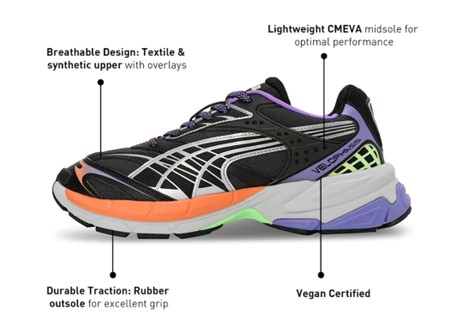 Lightweight CMEVA midsole for
optimal performance
Breathable Design: Textile &
synthetic upper with overlays
VELOPHASIS
Durable Traction: Rubber
outsole for excellent grip
Vegan Certified